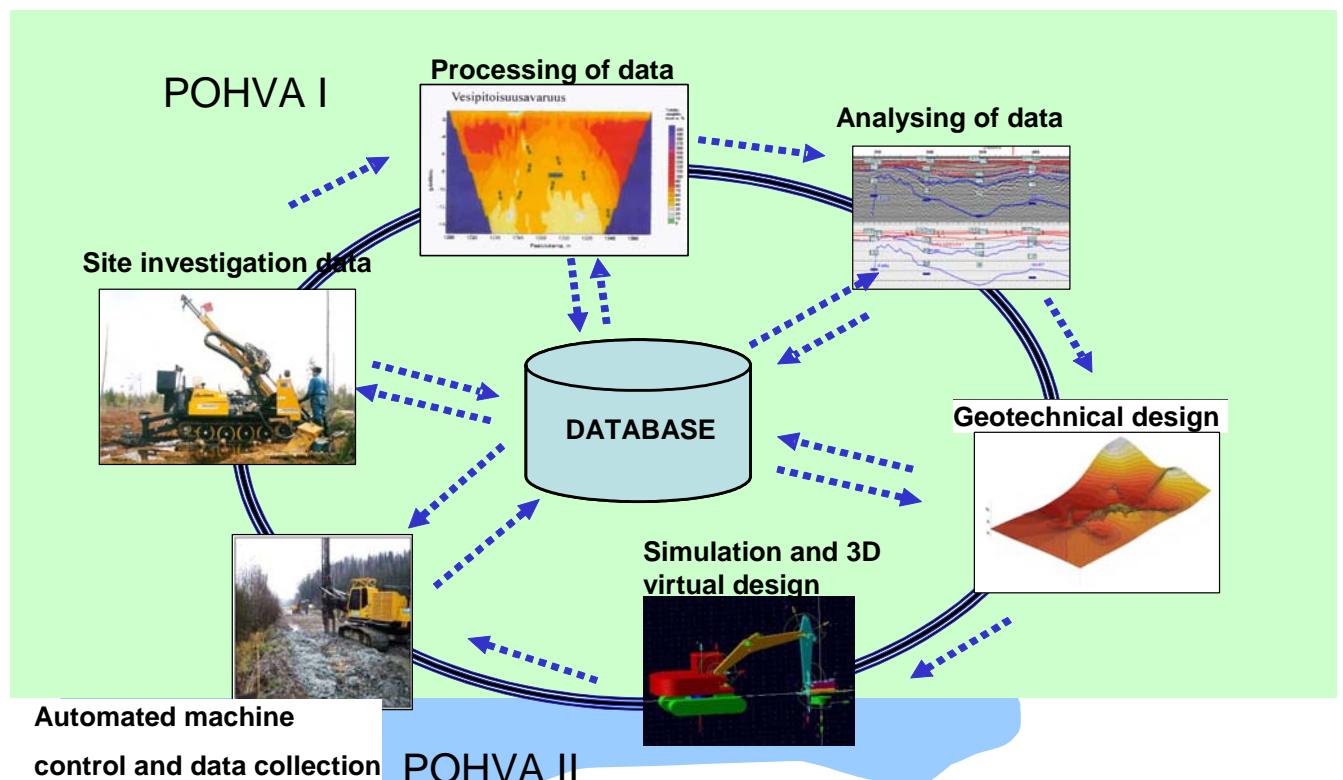 POHVA I
Processing of data
Vesipitoisuusavaruus
Analysing of data
Site investigation data
DATABASE
Geotechnical design
Simulation and 3D
virtual design
Automated machine
control and data collection
POHVA II